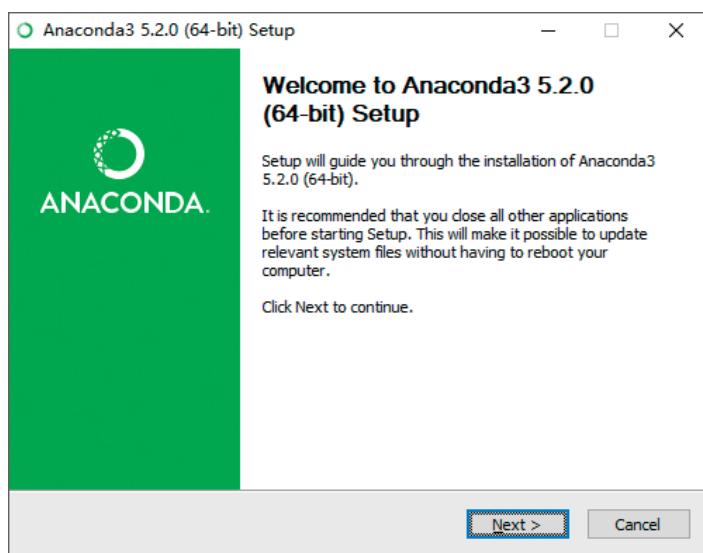 Anaconda3 5.2.0 (64-bit) Setup
ANACONDA.
Welcome to Anaconda3 5.2.0
(64-bit) Setup
Setup will guide you through the installation of Anaconda3
5.2.0 (64-bit).
It is recommended that you close all other applications
before starting Setup. This will make it possible to update
relevant system files without having to reboot your
computer.
Click Next to continue.
Next >
Cancel